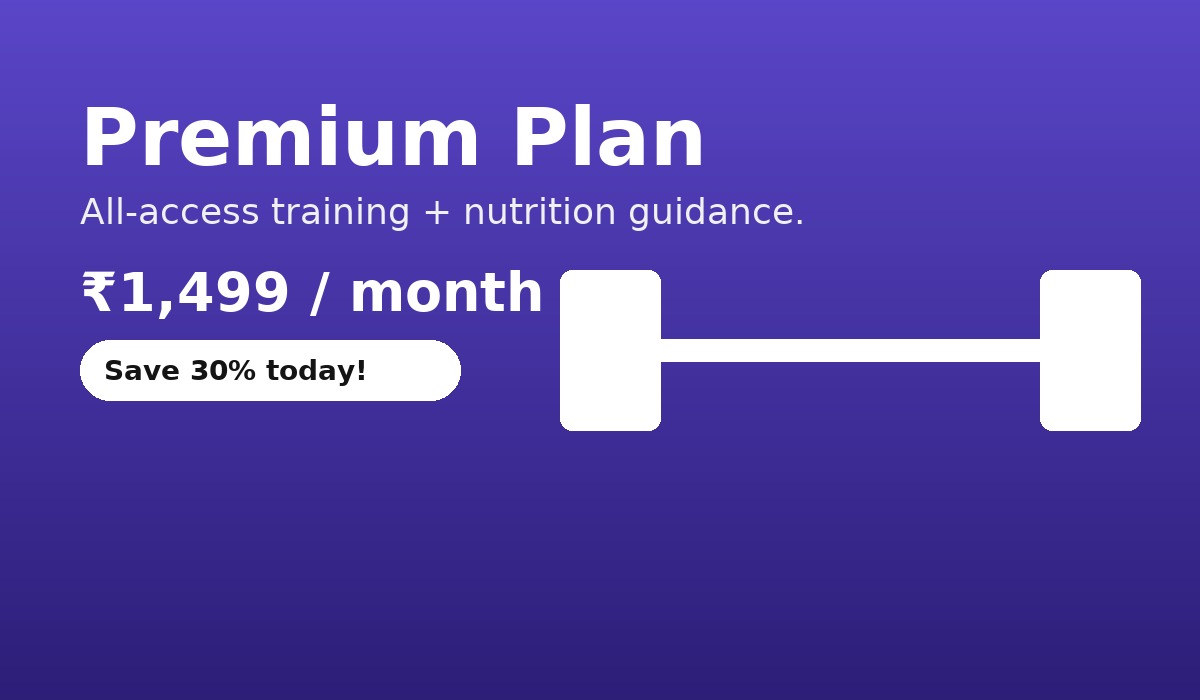 Premium Plan
All-access training + nutrition guidance.
₹1,499 / month
Save 30% today!